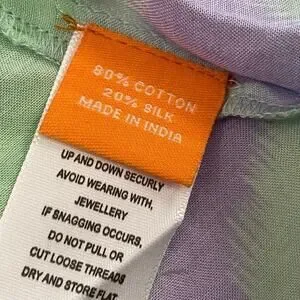 80% COTTON
20% SILK
MADE IN INDIA
UP AND DOWN SECURLY
AVOID WEARING WITH,
JEWELLERY
IF SNAGGING OCCURS,
DO NOT PULL OR
CUT LOOSE THREADS
DRY AND STORE FLAT